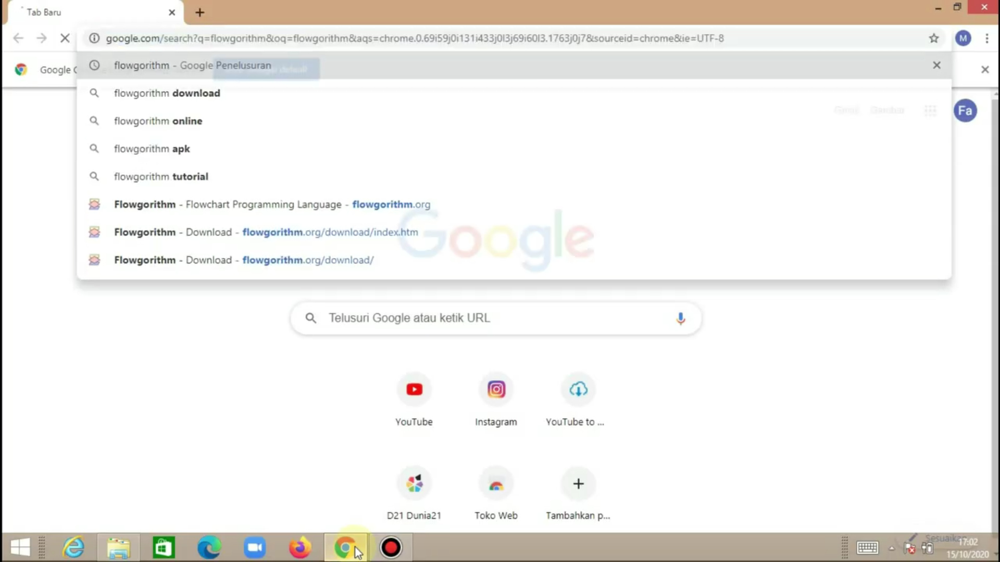 Tab Baru
google.com/search?q=flowgorithm&oq=flowgorithm&aqs=chrome.0.69i59j0i131i433j0l3j69i60l3.1763j0j7&sourceid=chrome&ie=UTF-8
M
flowgorithm - Google Penelusuran
Google
flowgorithm download
Fa
flowgorithm online
flowgorithm apk
flowgorithm tutorial
Flowgorithm - Flowchart Programming Language - flowgorithm.org
Flowgorithm - Download - flowgorithm.org/download/index.htm
Google
Flowgorithm - Download - flowgorithm.org/download/
Telusuri Google atau ketik URL
YouTube
Instagram
YouTube to ...
D21 Dunia21
Toko Web
Tambahkan p...
Sesuaikan
17:02
15/10/2020